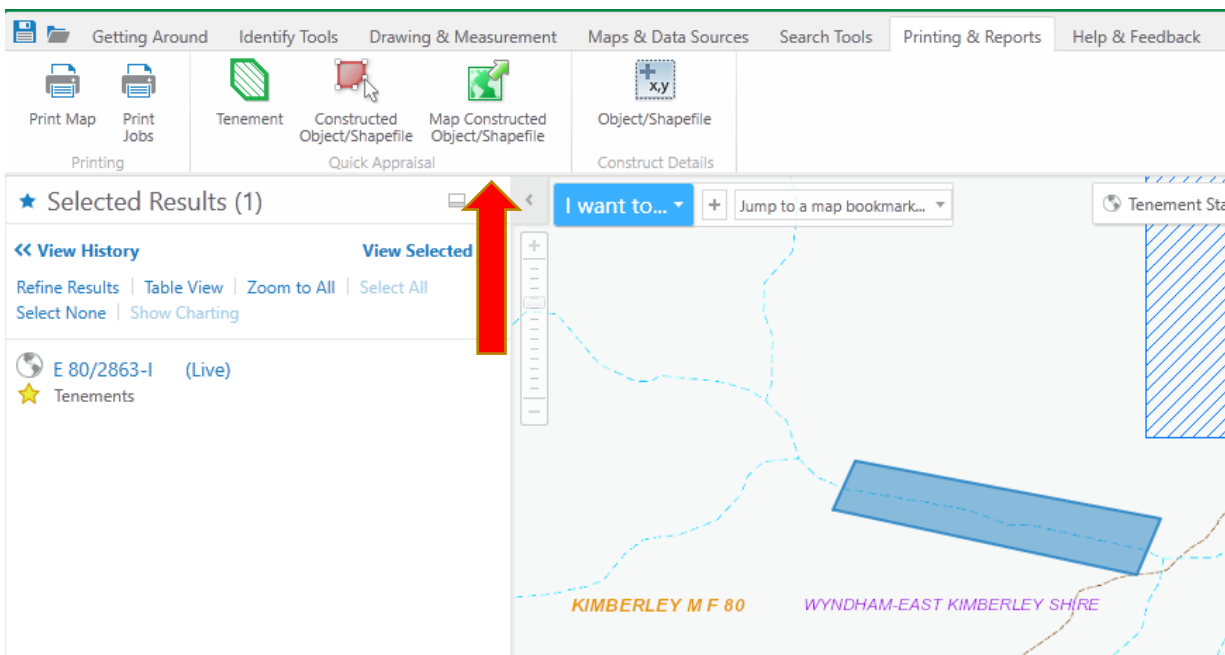 Getting Around Identify Tools Drawing & Measurement Maps & Data Sources Search Tools Printing & Reports Help & Feedback
Print Map
Print
Jobs
Tenement
Constructed
Object/Shapefile
Map Constructed
Object/Shapefile
x,y
Object/Shapefile
Printing
Quick Appraisal
Construct Details
Selected Results (1)
I want to...
Jump to a map bookmark...
Tenement Sta
<< View History
View Selected
Refine Results | Table View | Zoom to All | Select All
Select None | Show Charting
E 80/2863-I (Live)
Tenements
KIMBERLEY M F 80
WYNDHAM-EAST KIMBERLEY SHIRE